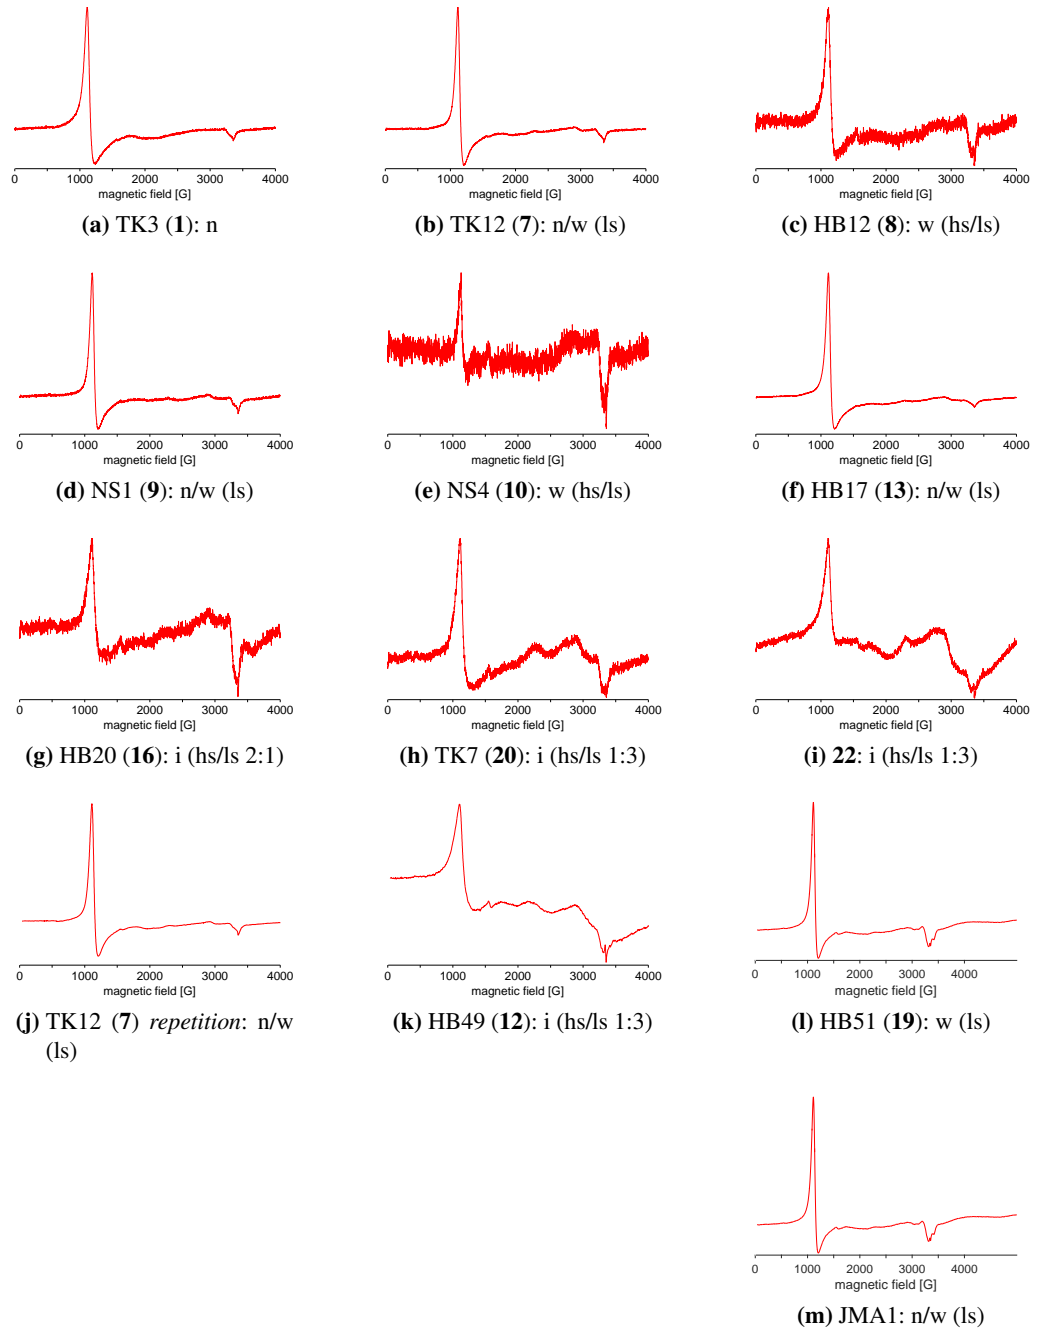 0 1000 2000 3000 4000
magnetic field [G]
(a) TK3 (1): n
0 1000 2000 3000 4000
magnetic field [G]
(b) TK12 (7): n/w (ls)
0 1000 2000 3000 4000
magnetic field [G]
(c) HB12 (8): w (hs/ls)
0 1000 2000 3000 4000
magnetic field [G]
(d) NS1 (9): n/w (ls)
0 1000 2000 3000 4000
magnetic field [G]
(e) NS4 (10): w (hs/ls)
0 1000 2000 3000 4000
magnetic field [G]
(f) HB17 (13): n/w (ls)
0 1000 2000 3000 4000
magnetic field [G]
(g) HB20 (16): i (hs/ls 2:1)
0 1000 2000 3000 4000
magnetic field [G]
(h) TK7 (20): i (hs/ls 1:3)
0 1000 2000 3000 4000
magnetic field [G]
(i) 22: i (hs/ls 1:3)
0 1000 2000 3000 4000
magnetic field [G]
(j) TK12 (7) repetition: n/w
(ls)
0 1000 2000 3000 4000
magnetic field [G]
(k) HB49 (12): i (hs/ls 1:3)
0 1000 2000 3000 4000
magnetic field [G]
(l) HB51 (19): w (ls)
0 1000 2000 3000 4000
magnetic field [G]
(m) JMA1: n/w (ls)